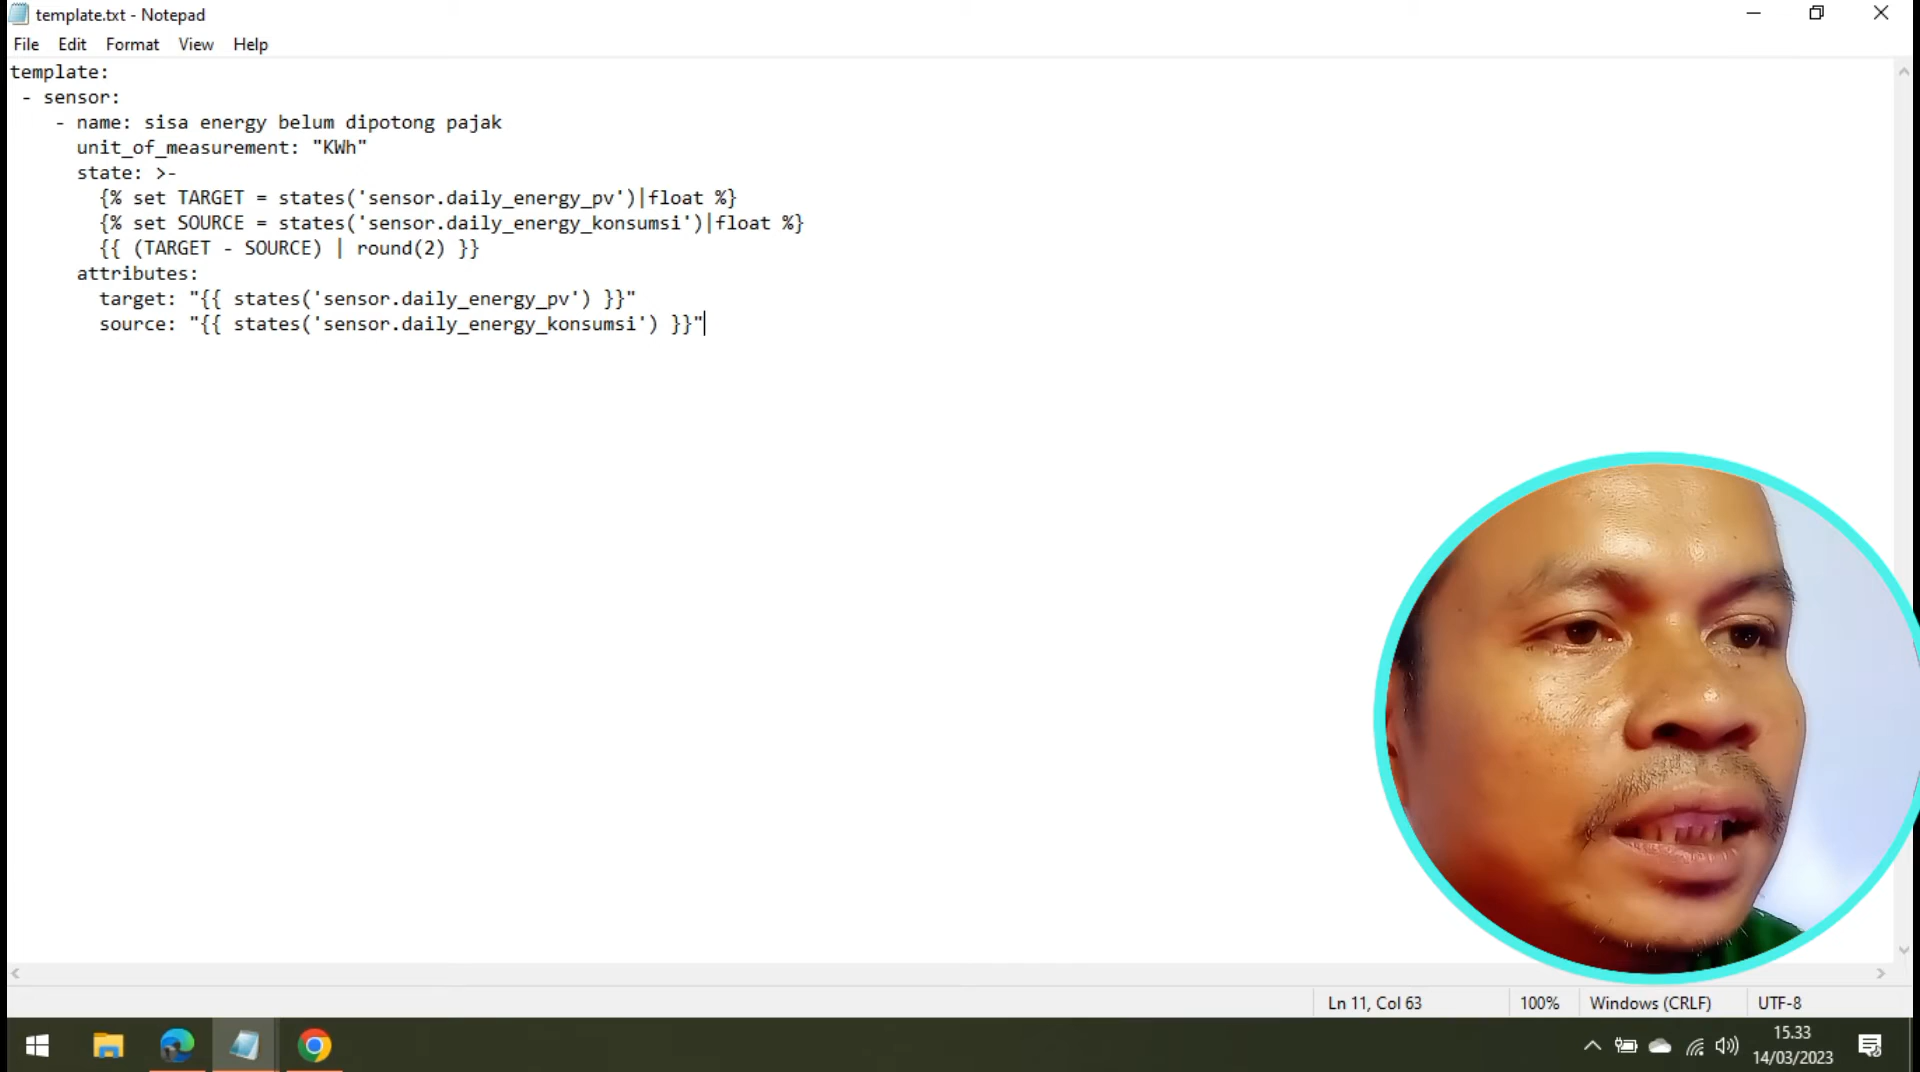 template.txt - Notepad
File Edit Format View Help
template:
- sensor:
- name: sisa energy belum dipotong pajak
unit_of_measurement: "KWh"
state: >-
{% set TARGET = states('sensor.daily_energy_pv')|float %}
{% set SOURCE = states('sensor.daily_energy_konsumsi')|float %}
{{ (TARGET - SOURCE) | round(2) }}
attributes:
target: "{{ states('sensor.daily_energy_pv') }}"
source: "{{ states('sensor.daily_energy_konsumsi') }}"
Ln 11, Col 63 100% Windows (CRLF) UTF-8
15.33
14/03/2023